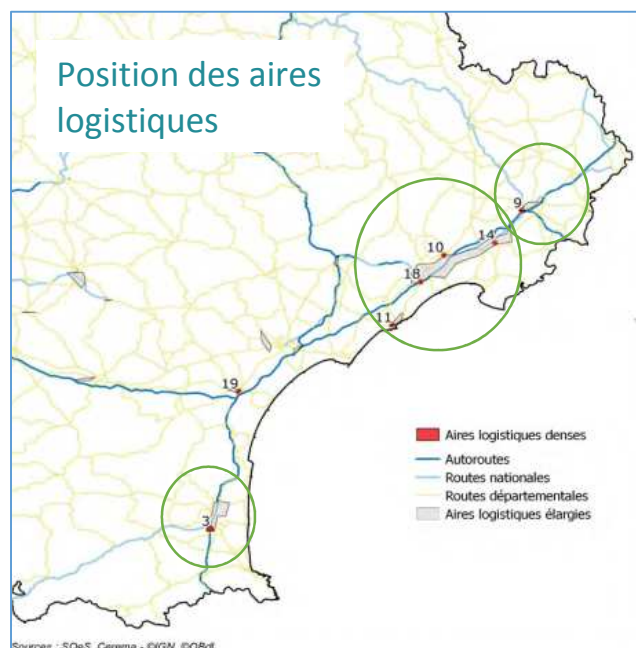 Position des aires
logistiques
9
10
14
18
11
19
3
Aires logistiques denses
Autoroutes
Routes nationales
Routes départementales
Aires logistiques élargies
Sources : SOeS, Cerema - ©IGN, ©OBdl